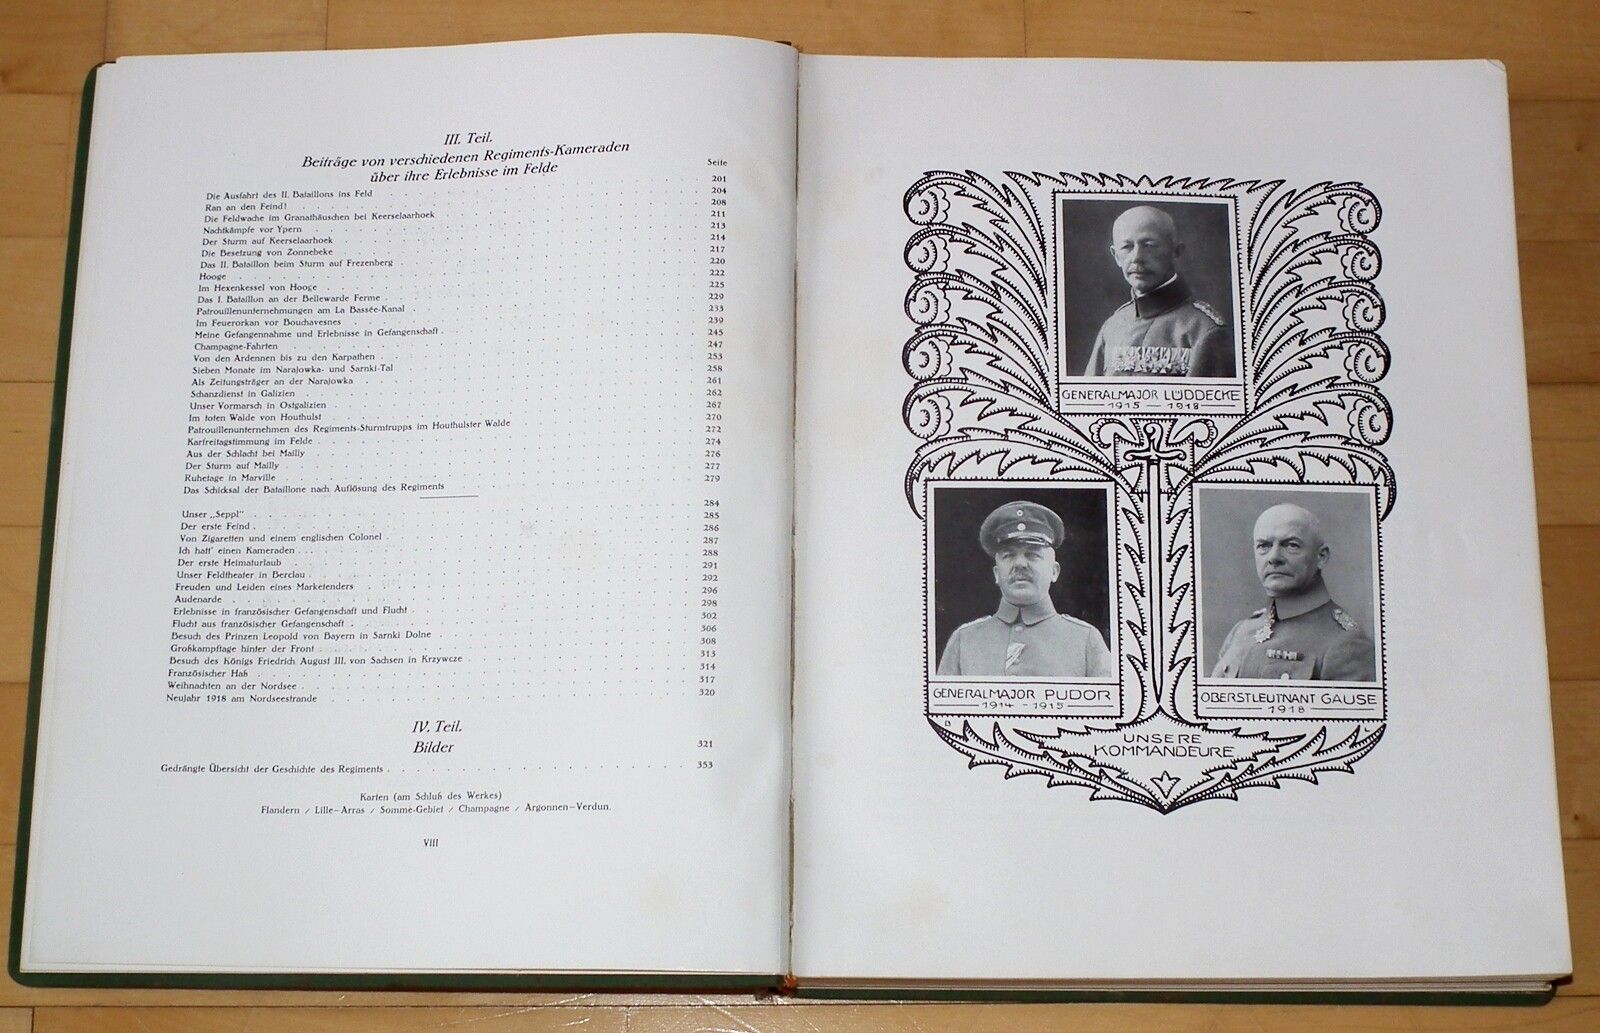 III. Teil.
Beiträge von verschiedenen Regiments-Kameraden
über ihre Erlebnisse im Felde
Seite
Die Ausfahrt des II. Bataillons ins Feld 201
Ran an den Feind! 204
Die Feldwache im Granathäuschen bei Keerselaarhoek 208
Nachtkämpfe vor Ypern 211
Der Sturm auf Keerselaarhoek 213
Die Besetzung von Zonnebeke 214
Das II. Bataillon beim Sturm auf Frezenberg 217
Hooge 220
Im Hexenkessel von Hooge 222
Das I. Bataillon an der Bellewarde Ferme 225
Patrouillenunternehmungen am La Bassée-Kanal 229
Im Feuerorkan vor Bouchavesnes 233
Meine Gefangennahme und Erlebnisse in Gefangenschaft 239
Champagne-Fahrten 245
Von den Ardennen bis zu den Karpathen 247
Sieben Monate im Narajowka- und Sarnki-Tal 253
Als Zeitungsträger an der Narajowka 258
Schanzdienst in Galizien 261
Unser Vormarsch in Ostgalizien 262
Im toten Walde von Houthulst 267
Patrouillenunternehmen des Regiments-Sturmtrupps im Houthulster Walde 270
Karfreitagstimmung im Felde 272
Aus der Schlacht bei Mailly 274
Der Sturm auf Mailly 276
Ruhetage in Marville 277
Das Schicksal der Bataillone nach Auflösung des Regiments 279
Unser „Seppl“ 284
Der erste Feind 285
Von Zigaretten und einem englischen Colonel 286
Ich hatt' einen Kameraden 287
Der erste Heimaturlaub 288
Unser Feldtheater in Berclau 291
Freuden und Leiden eines Marketenders 292
Audenarde 296
Erlebnisse in französischer Gefangenschaft und Flucht 298
Flucht aus französischer Gefangenschaft 302
Besuch des Prinzen Leopold von Bayern in Sarnki Dolne 306
Großkampftage hinter der Front 308
Besuch des Königs Friedrich August III. von Sachsen in Krzywcze 313
Französischer Haß 314
Weihnachten an der Nordsee 317
Neujahr 1918 am Nordseestrande 320
IV. Teil.
Bilder 321
Gedrängte Übersicht der Geschichte des Regiments 353
Karten (am Schluß des Werkes)
Flandern / Lille-Arras / Somme-Gebiet / Champagne / Argonnen-Verdun.
VIII
GENERALMAJOR LÜDDECKE
1915 - 1918
GENERALMAJOR PUDOR
1914 - 1915
OBERSTLEUTNANT GAUSE
1918
UNSERE
KOMMANDEURE